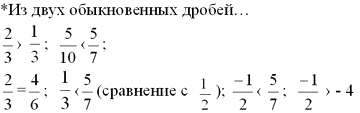 *Из двух обыкновенных дробей…
2/3 › 1/3; 5/10 ‹ 5/7;
2/3 = 4/6; 1/3 ‹ 5/7 (сравнение с 1/2); -1/2 ‹ 5/7; -1/2 › - 4